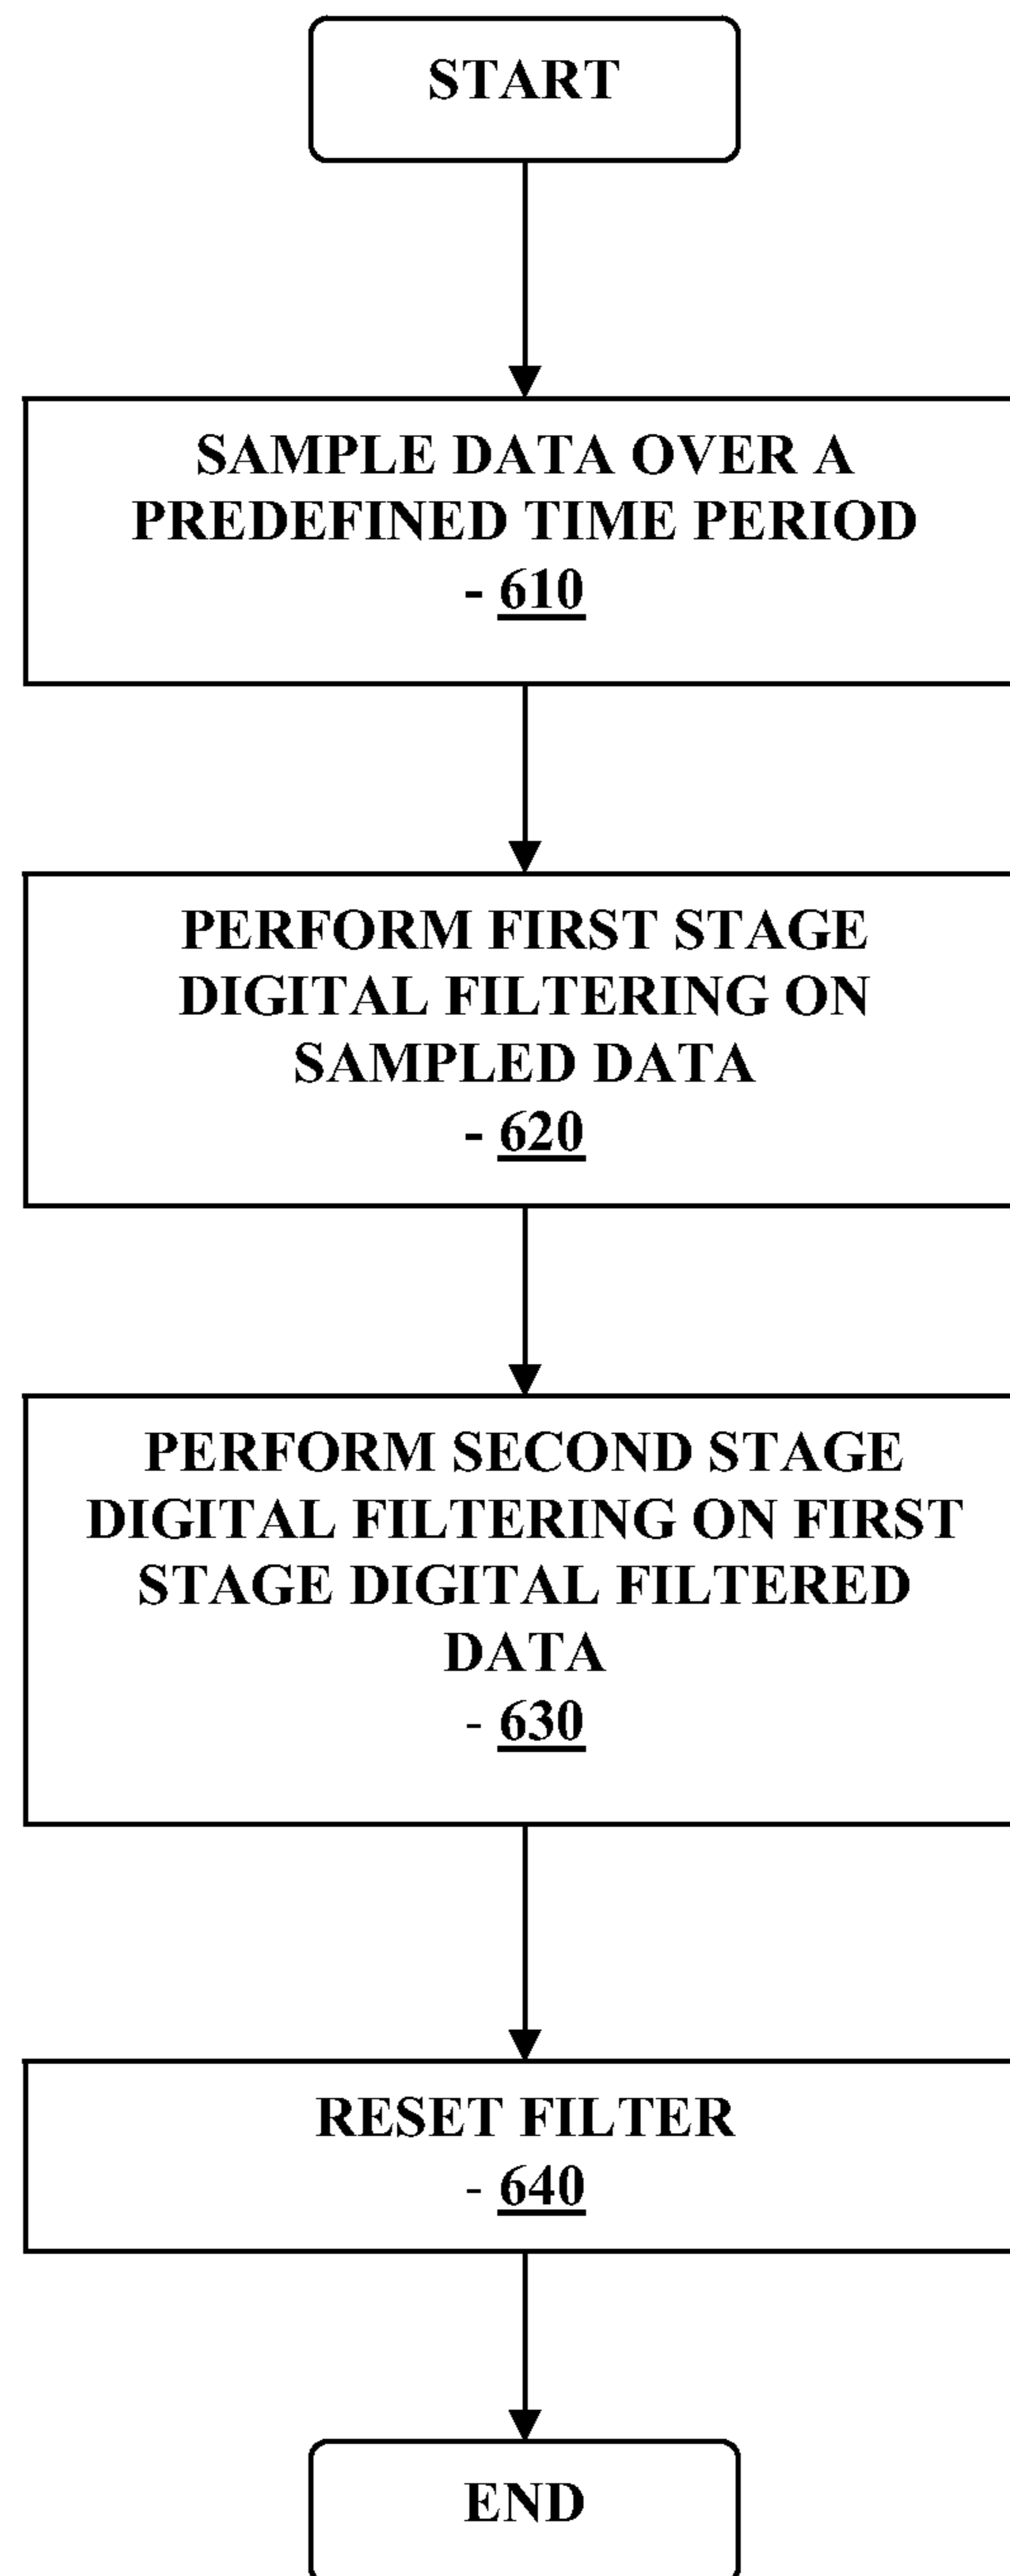 START
SAMPLE DATA OVER A
PREDEFINED TIME PERIOD
- 610
PERFORM FIRST STAGE
DIGITAL FILTERING ON
SAMPLED DATA
- 620
PERFORM SECOND STAGE
DIGITAL FILTERING ON FIRST
STAGE DIGITAL FILTERED
DATA
- 630
RESET FILTER
- 640
END